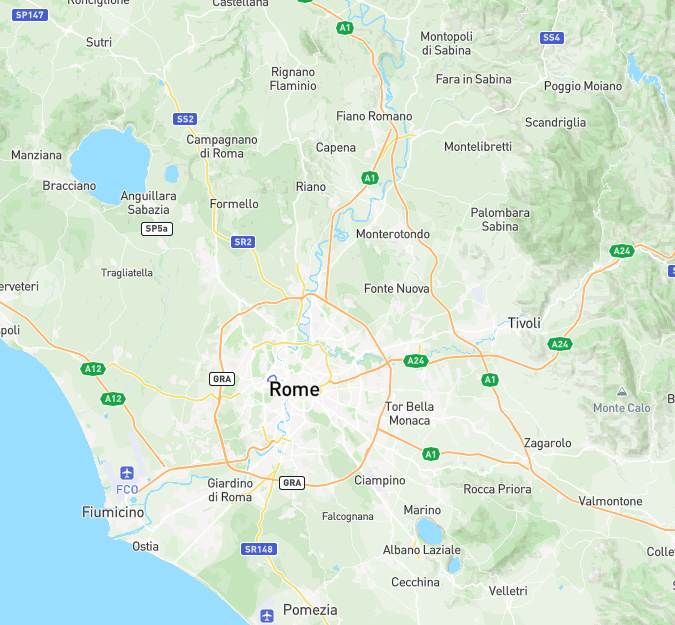 Ronciglione
Castellana
SP147
A1
Sutri
Montopoli
di Sabina
SS4
Rignano
Flaminio
Fara in Sabina
Poggio Moiano
SS2
Fiano Romano
Scandriglia
Campagnano
di Roma
Capena
Montelibretti
Manziana
Bracciano
A1
Riano
Anguillara
Sabazia
Formello
Palombara
Sabina
SP5a
SR2
Monterotondo
A24
Tragliatella
erveteri
Fonte Nuova
Tivoli
spoli
A24
A12
A24
GRA
A1
Rome
A12
Tor Bella
Monaca
Monte Calo
Zagarolo
A1
FCO
Giardino
di Roma
GRA
Ciampino
Rocca Priora
Valmontone
Fiumicino
Falcognana
Marino
Ostia
SR148
Albano Laziale
Colle
Cecchina
Velletri
Pomezia